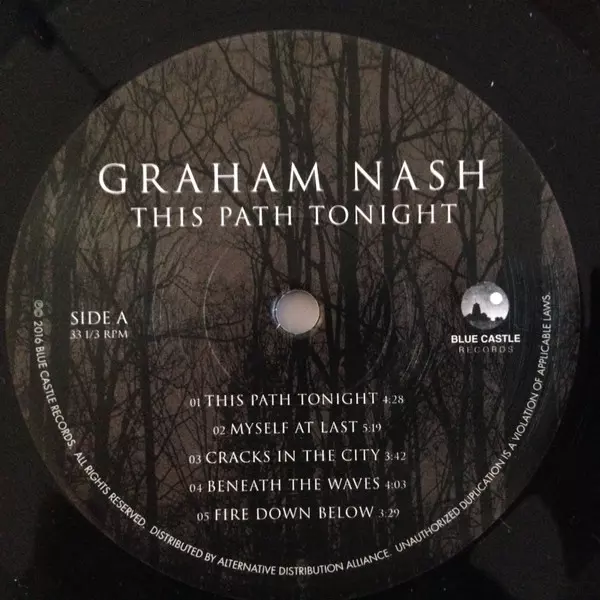 GRAHAM NASH
THIS PATH TONIGHT
SIDE A
33 1/3 RPM
BLUE CASTLE
RECORDS
01 THIS PATH TONIGHT 4:28
02 MYSELF AT LAST 5:19
03 CRACKS IN THE CITY 3:42
04 BENEATH THE WAVES 4:03
05 FIRE DOWN BELOW 3:29
℗© 2016 BLUE CASTLE RECORDS. ALL RIGHTS RESERVED. DISTRIBUTED BY ALTERNATIVE DISTRIBUTION ALLIANCE. UNAUTHORIZED DUPLICATION IS A VIOLATION OF APPLICABLE LAWS.